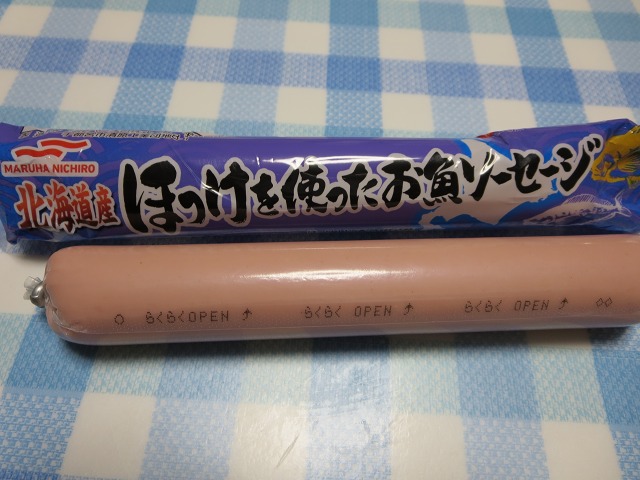 MARUHA NICHIRO
北海道産
ほっけを使ったお魚ソーセージ
らくらくOPEN
らくらく OPEN
らくらく OPEN